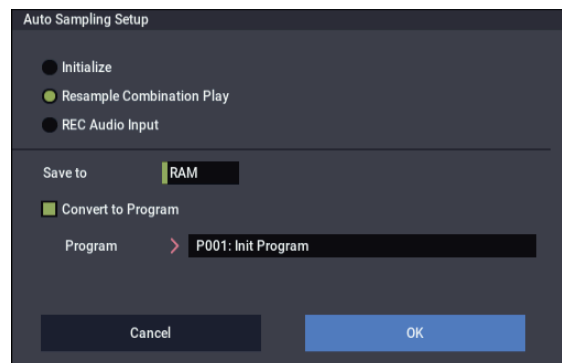 Auto Sampling Setup
Initialize
Resample Combination Play
REC Audio Input
Save to RAM
Convert to Program
Program P001: Init Program
Cancel OK